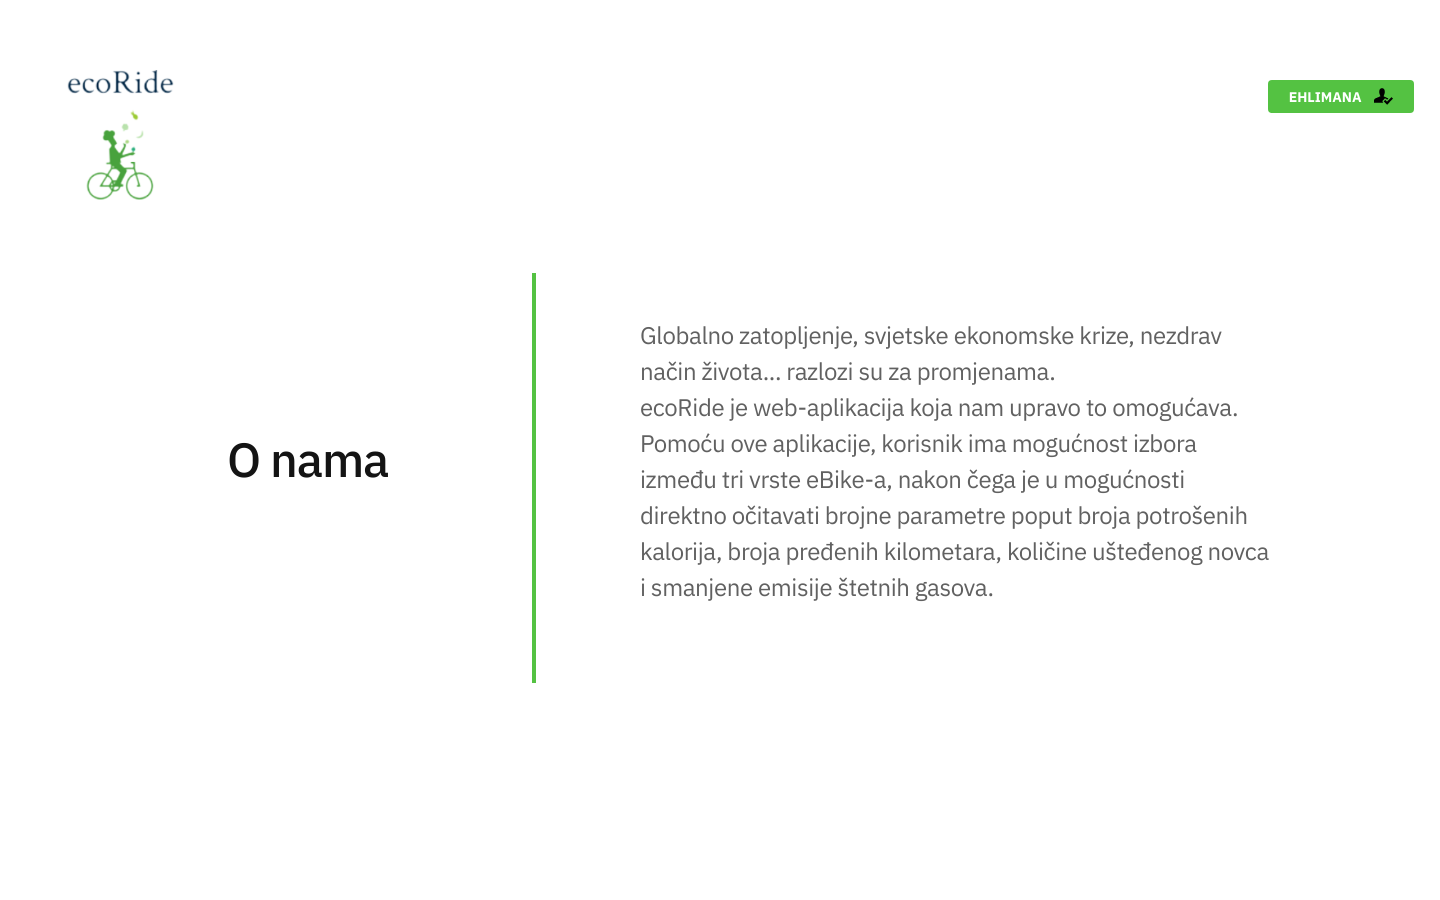 ecoRide
EHLIMANA
O nama
Globalno zatopljenje, svjetske ekonomske krize, nezdrav
način života... razlozi su za promjenama.
ecoRide je web-aplikacija koja nam upravo to omogućava.
Pomoću ove aplikacije, korisnik ima mogućnost izbora
između tri vrste eBike-a, nakon čega je u mogućnosti
direktno očitavati brojne parametre poput broja potrošenih
kalorija, broja pređenih kilometara, količine ušteđenog novca
i smanjene emisije štetnih gasova.